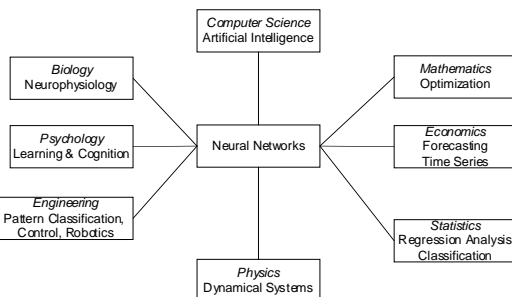 Computer Science
Artificial Intelligence
Biology
Neurophysiology
Mathematics
Optimization
Psychology
Learning & Cognition
Neural Networks
Economics
Forecasting
Time Series
Engineering
Pattern Classification,
Control, Robotics
Statistics
Regression Analysis
Classification
Physics
Dynamical Systems